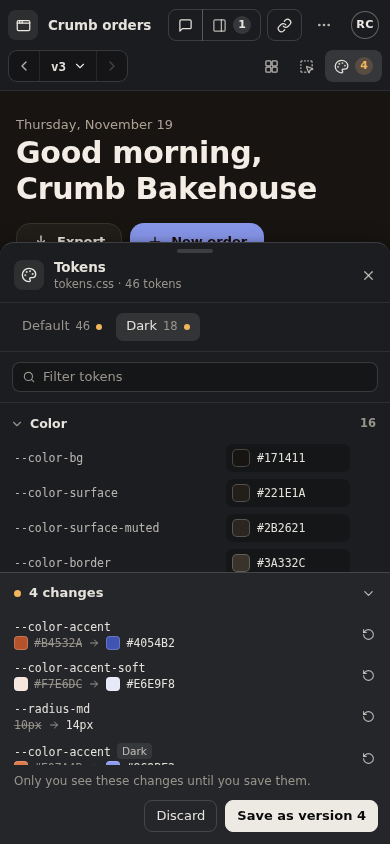 Crumb orders
1
RC
v3
4
Thursday, November 19
Good morning,
Crumb Bakehouse
Export
New order
Tokens
tokens.css · 46 tokens
Default 46
Dark 18
Filter tokens
Color 16
--color-bg #171411
--color-surface #221E1A
--color-surface-muted #2B2621
--color-border #3A332C
4 changes
--color-accent
#B4532A → #4054B2
--color-accent-soft
#F7E6DC → #E6E9F8
--radius-md
10px → 14px
--color-accent Dark
Only you see these changes until you save them.
Discard
Save as version 4